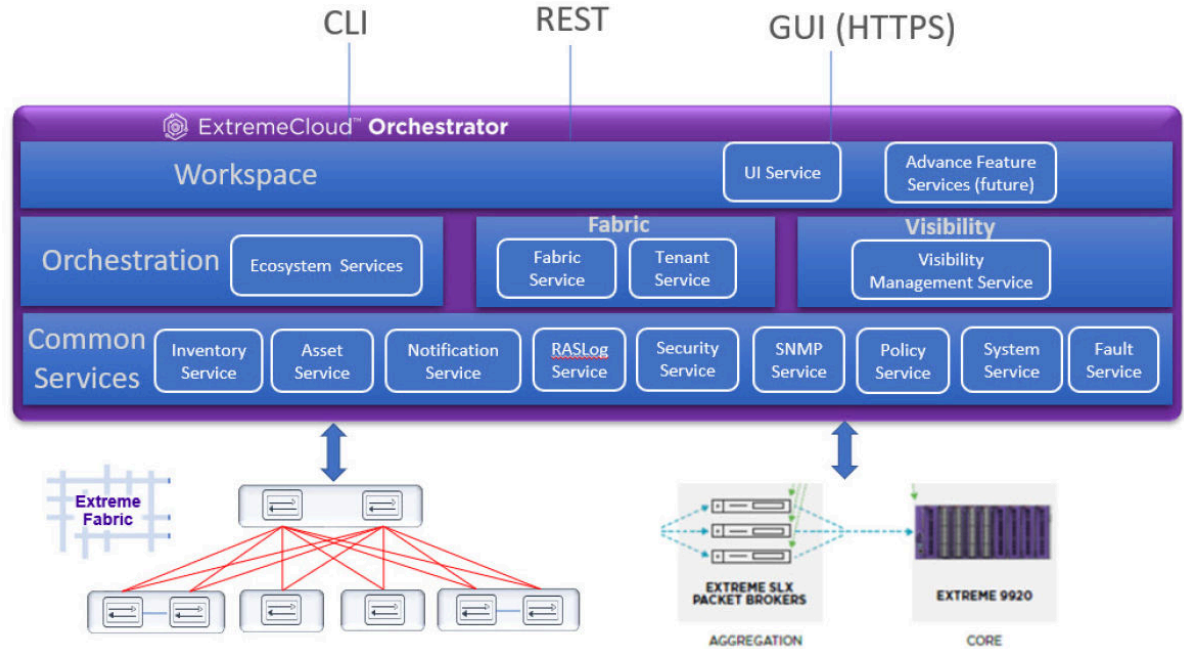 CLI
REST
GUI (HTTPS)
ExtremeCloud™ Orchestrator
Workspace
UI Service
Advance Feature
Services (future)
Orchestration
Ecosystem Services
Fabric
Fabric
Service
Tenant
Service
Visibility
Visibility
Management Service
Common
Services
Inventory
Service
Asset
Service
Notification
Service
RASLog
Service
Security
Service
SNMP
Service
Policy
Service
System
Service
Fault
Service
Extreme
Fabric
EXTREME SLX
PACKET BROKERS
EXTREME 9920
AGGREGATION
CORE